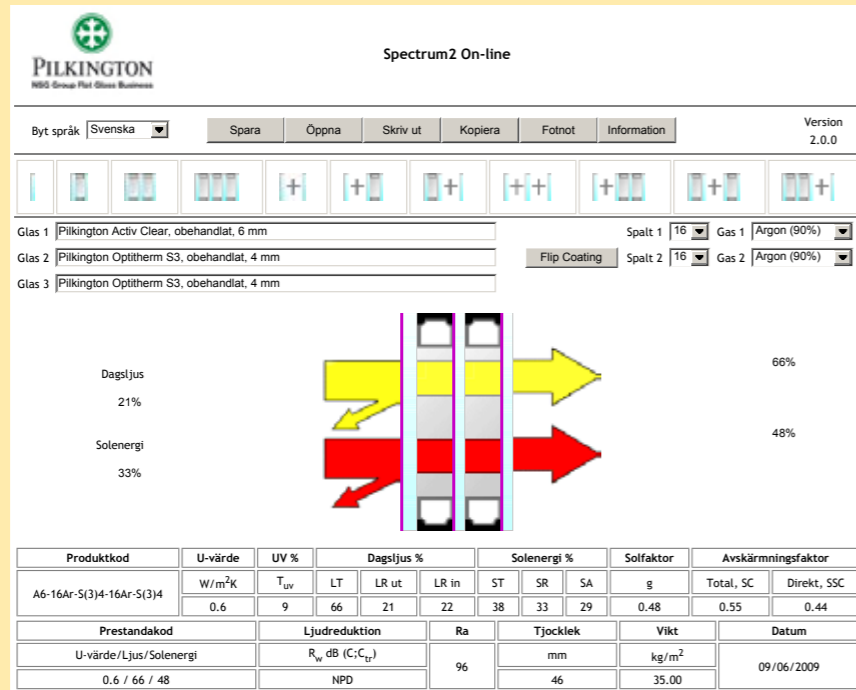 PILKINGTON
NSG Group Flat Glass Business
Spectrum2 On-line
Byt språk Svenska Spara Öppna Skriv ut Kopiera Fotnot Information Version
2.0.0
Glas 1 Pilkington Activ Clear, obehandlat, 6 mm Spalt 1 16 Gas 1 Argon (90%)
Glas 2 Pilkington Optitherm S3, obehandlat, 4 mm Flip Coating Spalt 2 16 Gas 2 Argon (90%)
Glas 3 Pilkington Optitherm S3, obehandlat, 4 mm
66%
Dagsljus
21%
48%
Solenergi
33%
Produktkod U-värde UV % Dagsljus % Solenergi % Solfaktor Avskärmningsfaktor
A6-16Ar-S(3)4-16Ar-S(3)4 W/m²K Tuv LT LR ut LR in ST SR SA g Total, SC Direkt, SSC
0.6 9 66 21 22 38 33 29 0.48 0.55 0.44
Prestandakod Ljudreduktion Ra Tjocklek Vikt Datum
U-värde/Ljus/Solenergi Rw dB (C;Ctr) 96 mm kg/m² 09/06/2009
0.6 / 66 / 48 NPD 46 35.00